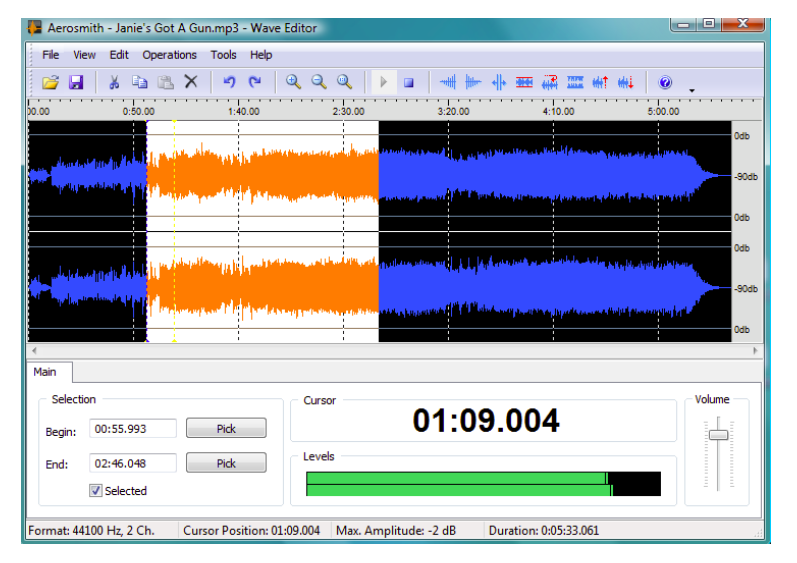 Aerosmith - Janie's Got A Gun.mp3 - Wave Editor
File View Edit Operations Tools Help
00.00 0:50.00 1:40.00 2:30.00 3:20.00 4:10.00 5:00.00
0db
-90db
0db
0db
-90db
0db
Main
Selection Cursor Volume
Begin: 00:55.993 Pick 01:09.004
End: 02:46.048 Pick Levels
Selected
Format: 44100 Hz, 2 Ch. Cursor Position: 01:09.004 Max. Amplitude: -2 dB Duration: 0:05:33.061